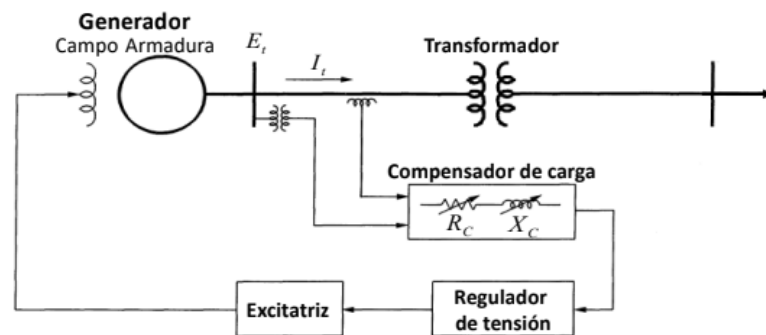 Generador
Campo Armadura
E_t
I_t
Transformador
Compensador de carga
R_C
X_C
Excitatriz
Regulador
de tensión